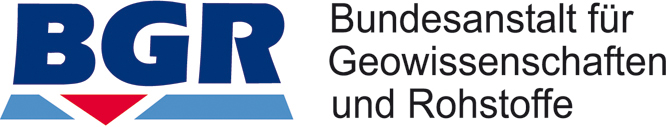 BGR
Bundesanstalt für
Geowissenschaften
und Rohstoffe